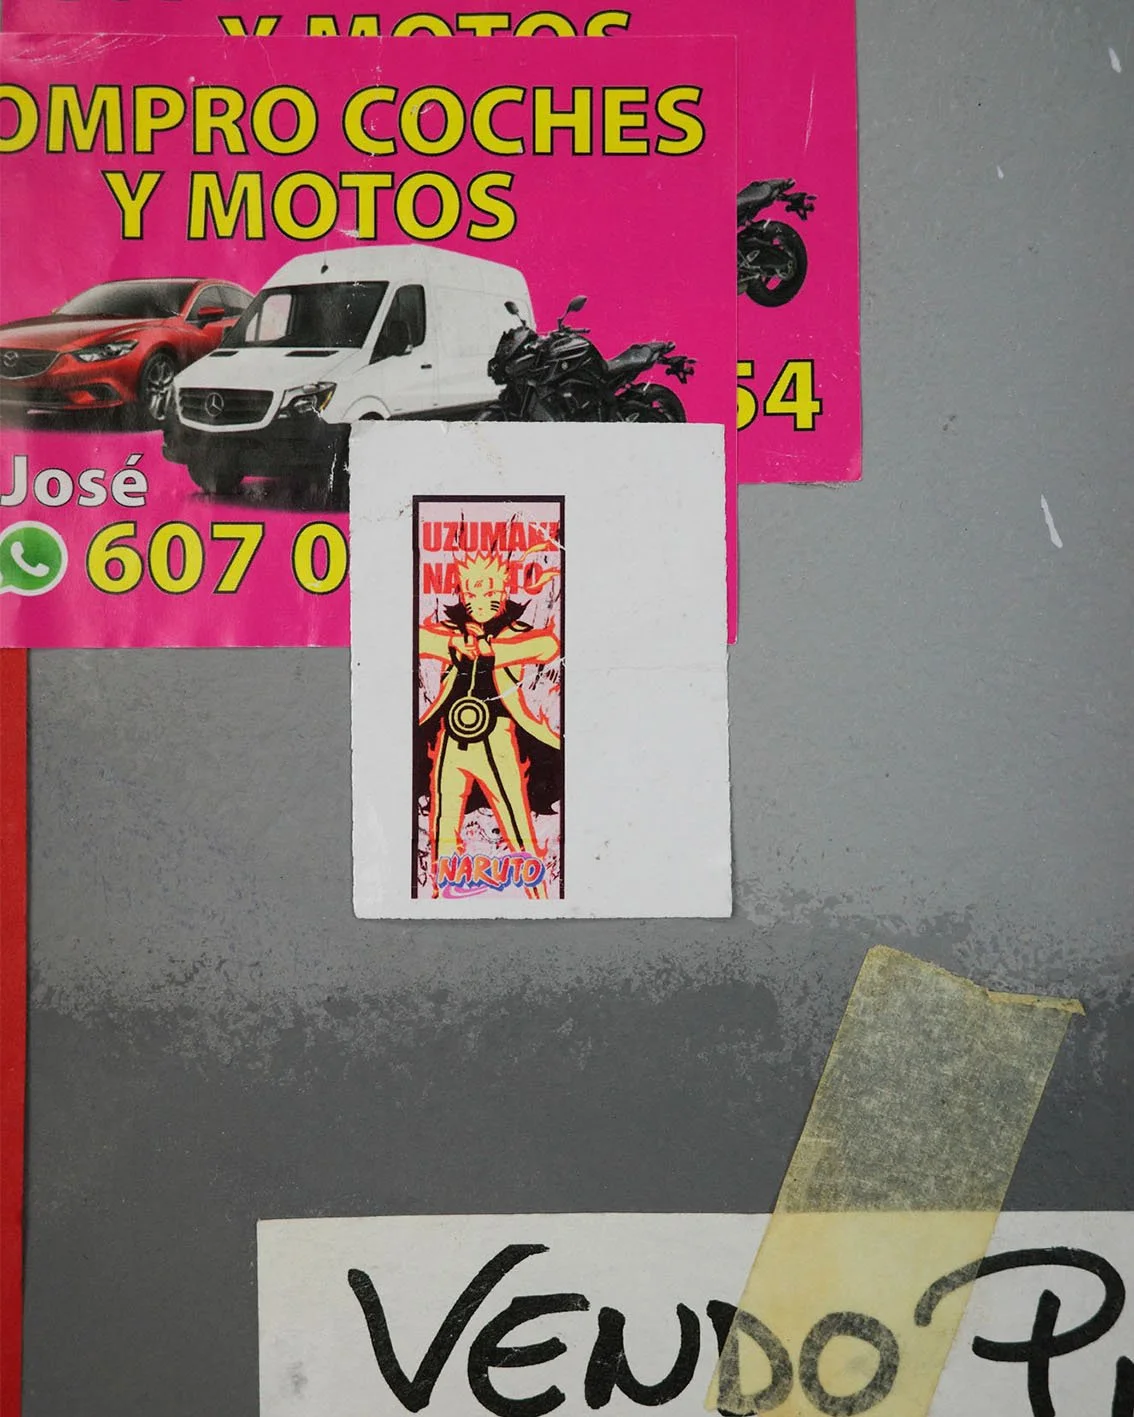 Y MOTOS
OMPRO COCHES
Y MOTOS
54
José
607 0
UZUMAKI
NARUTO
NARUTO
VENDO